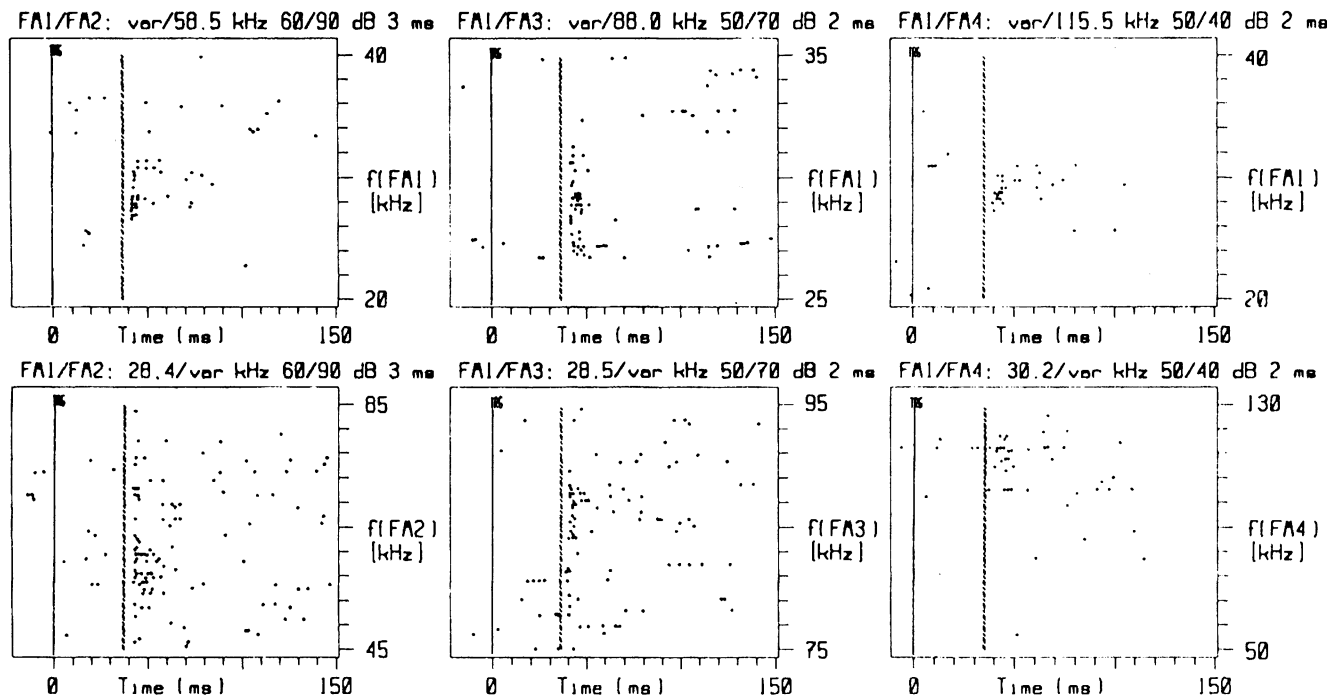 FM1/FM2: var/58.5 kHz 60/90 dB 3 ms
FM1/FM3: var/88.0 kHz 50/70 dB 2 ms
FM1/FM4: var/115.5 kHz 50/40 dB 2 ms
40
f(FM1)
[kHz]
20
0
Time (ms)
150
35
f(FM1)
[kHz]
25
0
Time (ms)
150
40
f(FM1)
[kHz]
20
0
Time (ms)
150
FM1/FM2: 28.4/var kHz 60/90 dB 3 ms
FM1/FM3: 28.5/var kHz 50/70 dB 2 ms
FM1/FM4: 30.2/var kHz 50/40 dB 2 ms
65
f(FM2)
[kHz]
45
0
Time (ms)
150
95
f(FM3)
[kHz]
75
0
Time (ms)
150
130
f(FM4)
[kHz]
50
0
Time (ms)
150